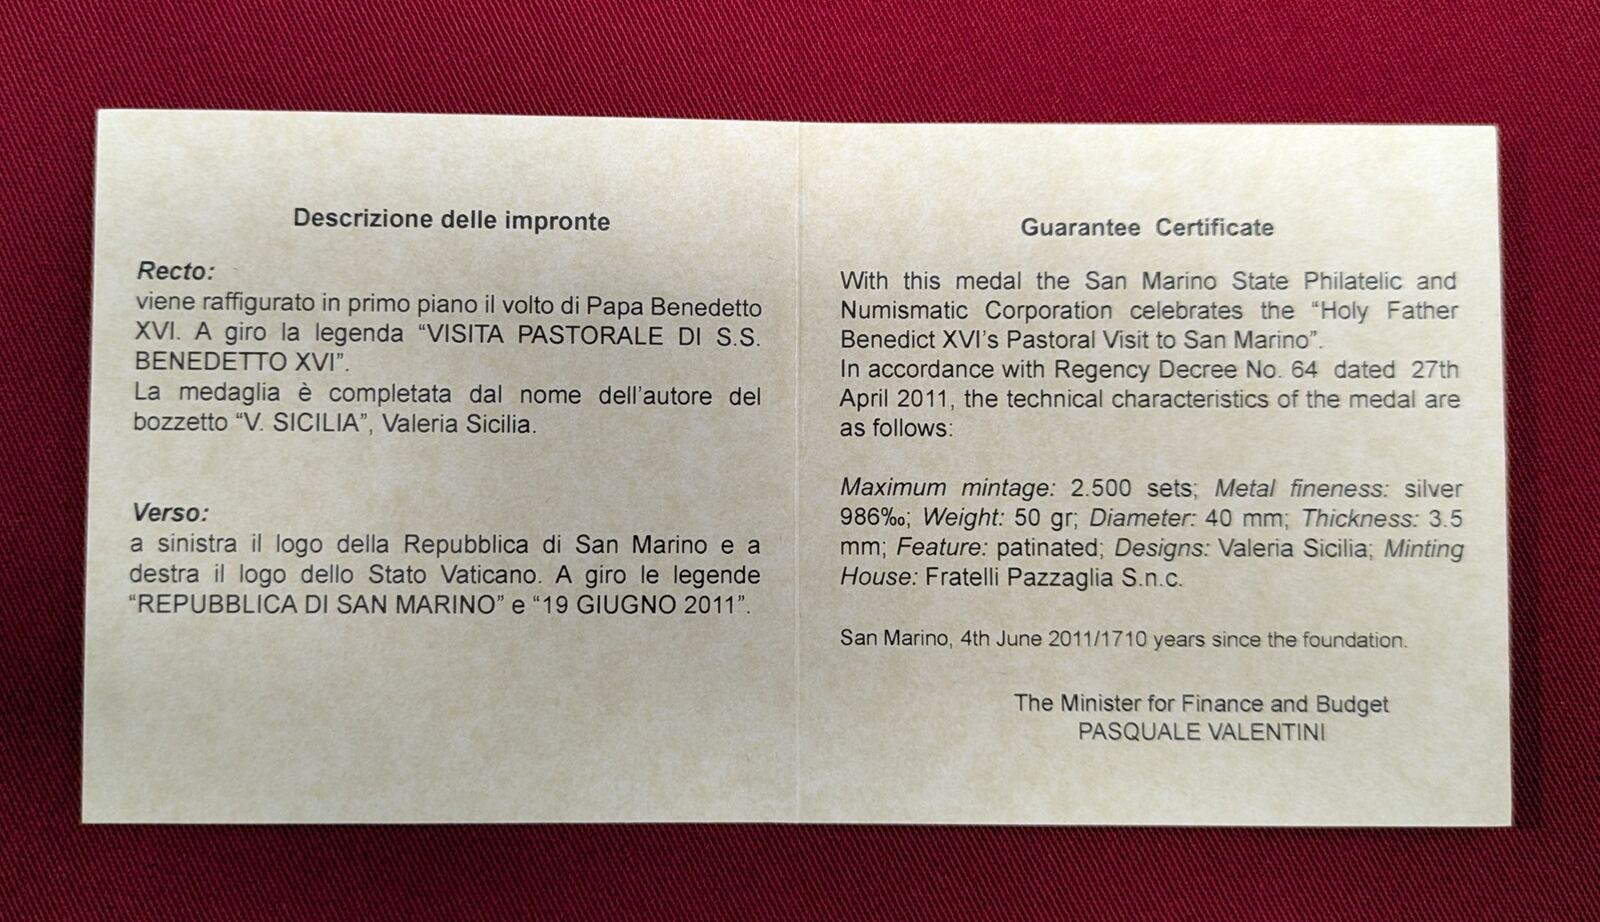 Descrizione delle impronte
Recto:
viene raffigurato in primo piano il volto di Papa Benedetto
XVI. A giro la legenda “VISITA PASTORALE DI S.S.
BENEDETTO XVI”.
La medaglia è completata dal nome dell’autore del
bozzetto “V. SICILIA”, Valeria Sicilia.
Verso:
a sinistra il logo della Repubblica di San Marino e a
destra il logo dello Stato Vaticano. A giro le legende
“REPUBBLICA DI SAN MARINO” e “19 GIUGNO 2011”.
Guarantee Certificate
With this medal the San Marino State Philatelic and
Numismatic Corporation celebrates the “Holy Father
Benedict XVI’s Pastoral Visit to San Marino”.
In accordance with Regency Decree No. 64 dated 27th
April 2011, the technical characteristics of the medal are
as follows:
Maximum mintage: 2.500 sets; Metal fineness: silver
986‰; Weight: 50 gr; Diameter: 40 mm; Thickness: 3.5
mm; Feature: patinated; Designs: Valeria Sicilia; Minting
House: Fratelli Pazzaglia S.n.c.
San Marino, 4th June 2011/1710 years since the foundation.
The Minister for Finance and Budget
PASQUALE VALENTINI